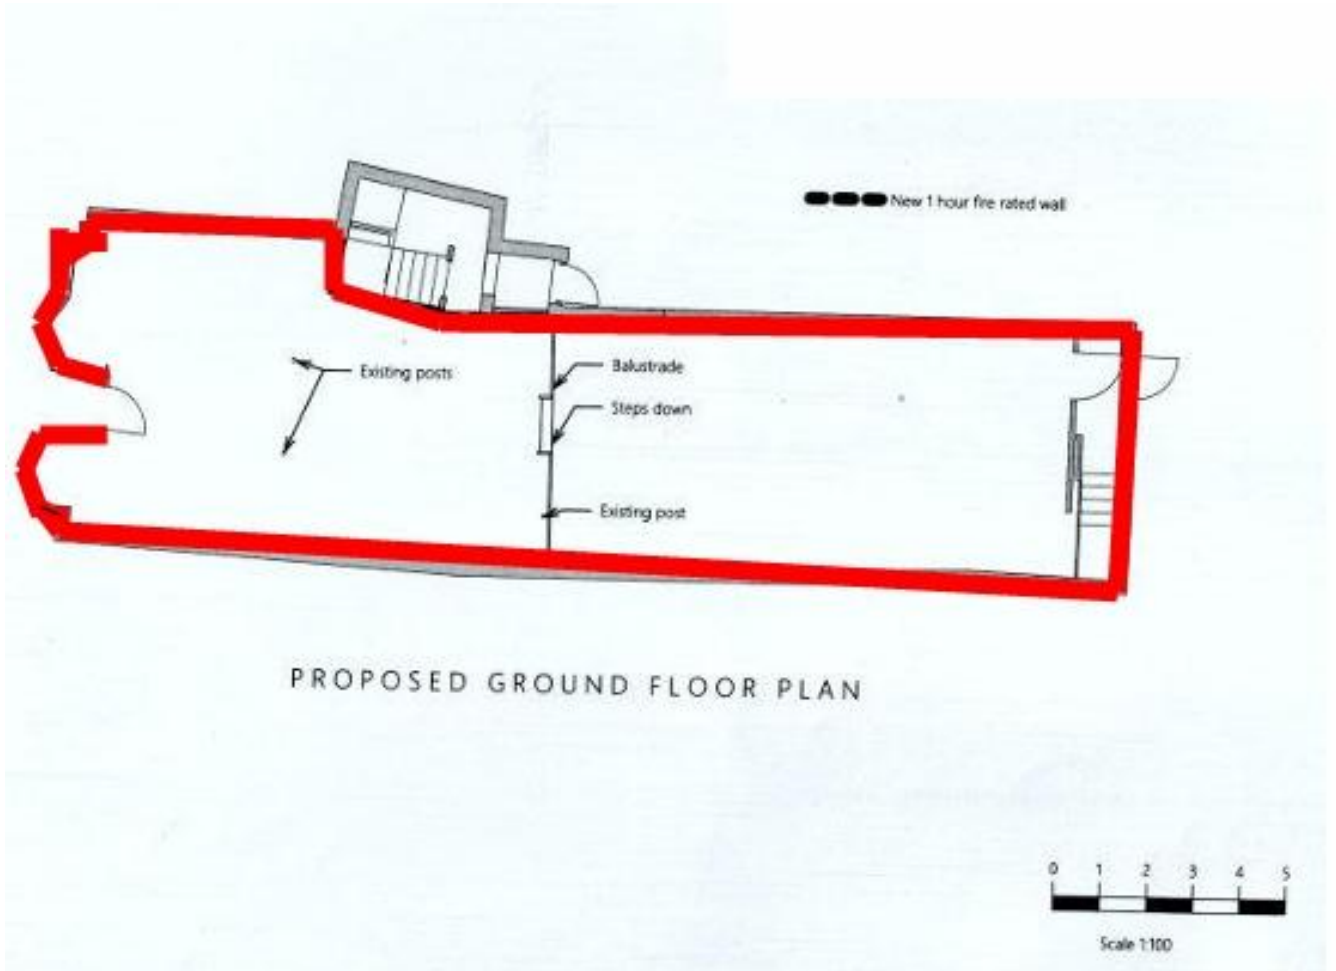 New 1 hour fire rated wall
Existing posts
Balustrade
Steps down
Existing post
PROPOSED GROUND FLOOR PLAN
0 1 2 3 4 5
Scale 1:100